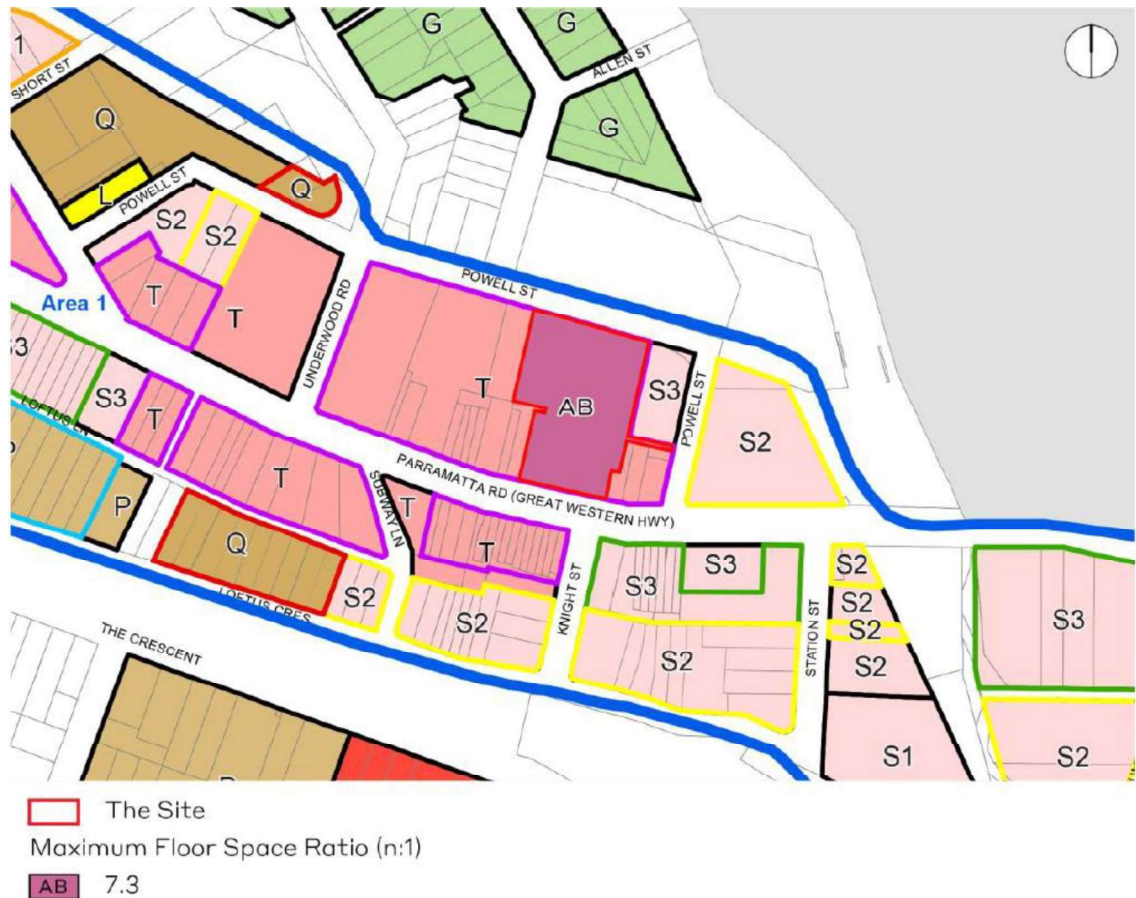 G
G
ALLEN ST
1
SHORT ST
Q
G
L
POWELL ST
Q
S2
S2
POWELL ST
T
T
Area 1
UNDERWOOD RD
T
AB
S3
POWELL ST
S2
S3
T
LOFTUS LN
T
PARRAMATTA RD (GREAT WESTERN HWY)
SUBWAY LN
T
T
P
Q
S2
LOFTUS CRES
S2
KNIGHT ST
S3
S3
S2
STATION ST
S2
S2
S2
S2
S3
THE CRESCENT
S1
S2
The Site
Maximum Floor Space Ratio (n:1)
AB 7.3